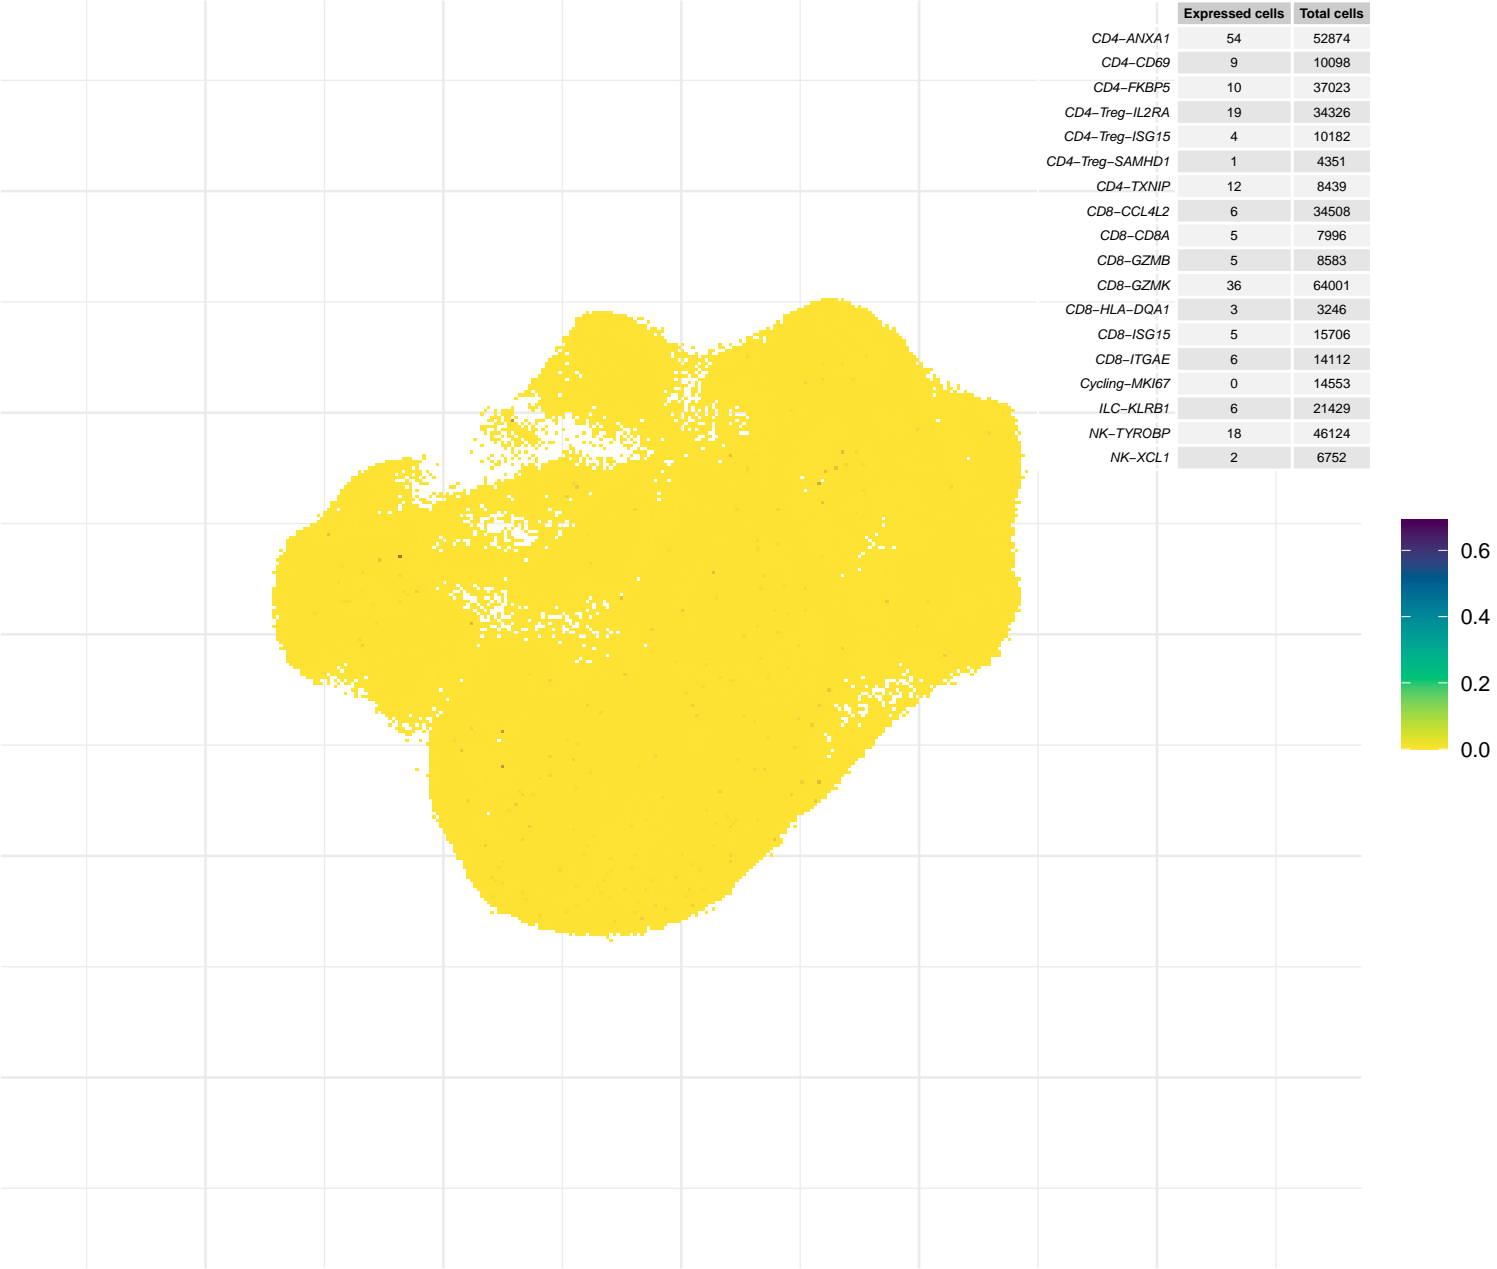 Expressed cells Total cells
CD4−ANXA1 54 52874
CD4−CD69 9 10098
CD4−FKBP5 10 37023
CD4−Treg−IL2RA 19 34326
CD4−Treg−ISG15 4 10182
CD4−Treg−SAMHD1 1 4351
CD4−TXNIP 12 8439
CD8−CCL4L2 6 34508
CD8−CD8A 5 7996
CD8−GZMB 5 8583
CD8−GZMK 36 64001
CD8−HLA−DQA1 3 3246
CD8−ISG15 5 15706
CD8−ITGAE 6 14112
Cycling−MKI67 0 14553
ILC−KLRB1 6 21429
NK−TYROBP 18 46124
NK−XCL1 2 6752
0.6
0.4
0.2
0.0